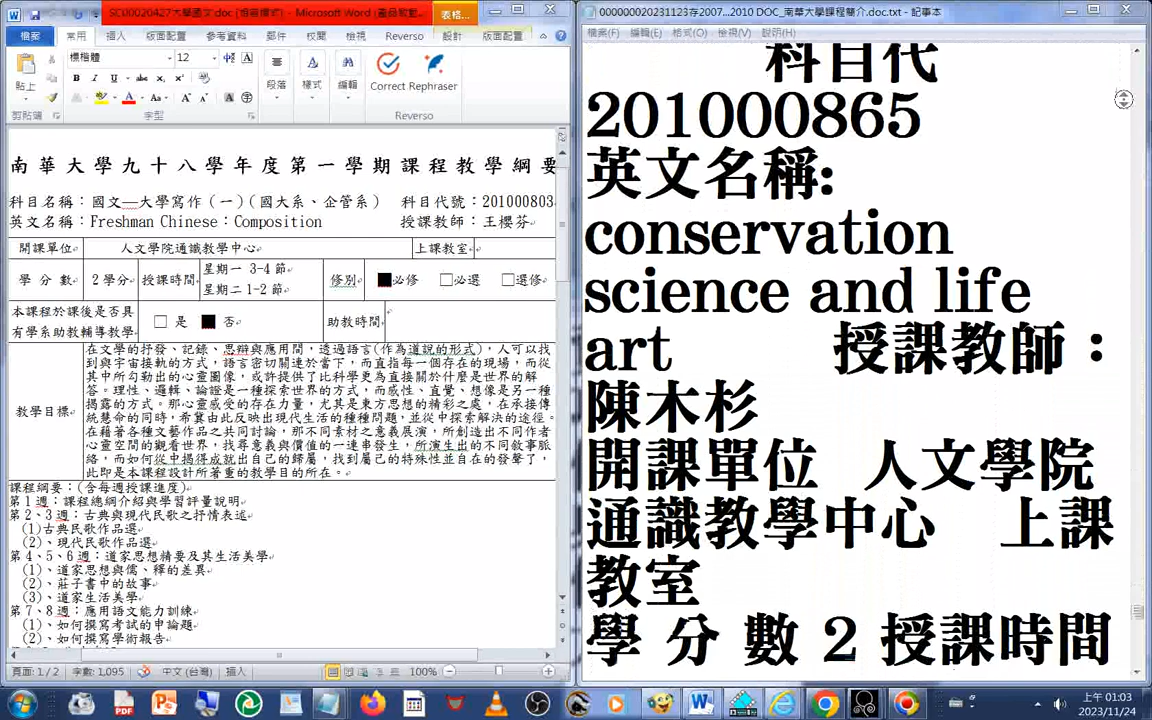 SC00020427大學國文.doc [相容模式] - Microsoft Word (產品啟動...
表格...
檔案 常用 插入 版面配置 參考資料 郵件 校閱 檢視 Reverso 設計 版面配置
標楷體 12
貼上
段落 樣式 編輯 Correct Rephraser
剪貼簿 字型 Reverso
南華大學九十八學年度第一學期課程教學綱要
科目名稱：國文—大學寫作(一)(國大系、企管系) 科目代號：201000803
英文名稱：Freshman Chinese：Composition 授課教師：王櫻芬
開課單位 人文學院通識教學中心 上課教室
學 分 數 2 學分 授課時間 星期一 3-4 節
星期二 1-2 節
修別 ■必修 □必選 □選修
本課程於課後是否具
有學系助教輔導教學
□ 是 ■ 否 助教時間
教學目標
在文學的抒發、記錄、思辯與應用間，透過語言(作為道說的形式)，人可以找
到與宇宙接軌的方式，語言密切關連於當下，而直指每一個存在的現場，而從
其中所勾勒出的心靈圖像，或許提供了比科學更為直接關於什麼是世界的解
答。理性、邏輯、論證是一種探索世界的方式，而感性、直覺、想像是另一種
揭露的方式。那心靈感受的存在力量，尤其是東方思想的精彩之處，在承接傳
統慧命的同時，希冀由此反映出現代生活的種種問題，並從中探索解決的途徑。
在藉著各種文藝作品之共同討論，那不同素材之意義展演，所創造出不同作者
心靈空間的觀看世界，找尋意義與價值的一連串發生，所演生出的不同敘事脈
絡，而如何從中揭得成就出自己的歸屬，找到屬己的特殊性並自在的發聲了，
此即是本課程設計所著重的教學目的所在。
課程綱要：(含每週授課進度)
第 1 週：課程總綱介紹與學習評量說明
第 2、3 週：古典與現代民歌之抒情表述
(1)古典民歌作品選
(2)、現代民歌作品選
第 4、5、6 週：道家思想精要及其生活美學
(1)、道家思想與儒、釋的差異
(2)、莊子書中的故事
(3)、道家生活美學
第 7、8 週：應用語文能力訓練
(1)、如何撰寫考試的申論題
(2)、如何撰寫學術報告
頁面: 1 / 2 字數: 1,095 中文(台灣) 插入 100%
000000020231123存2007...2010 DOC_南華大學課程簡介.doc.txt - 記事本
檔案(F) 編輯(E) 格式(O) 檢視(V) 說明(H)
科目代
201000865
英文名稱:
conservation
science and life
art 授課教師：
陳木杉
開課單位 人文學院
通識教學中心 上課
教室
學 分 數 2 授課時間
上午 01:03
2023/11/24